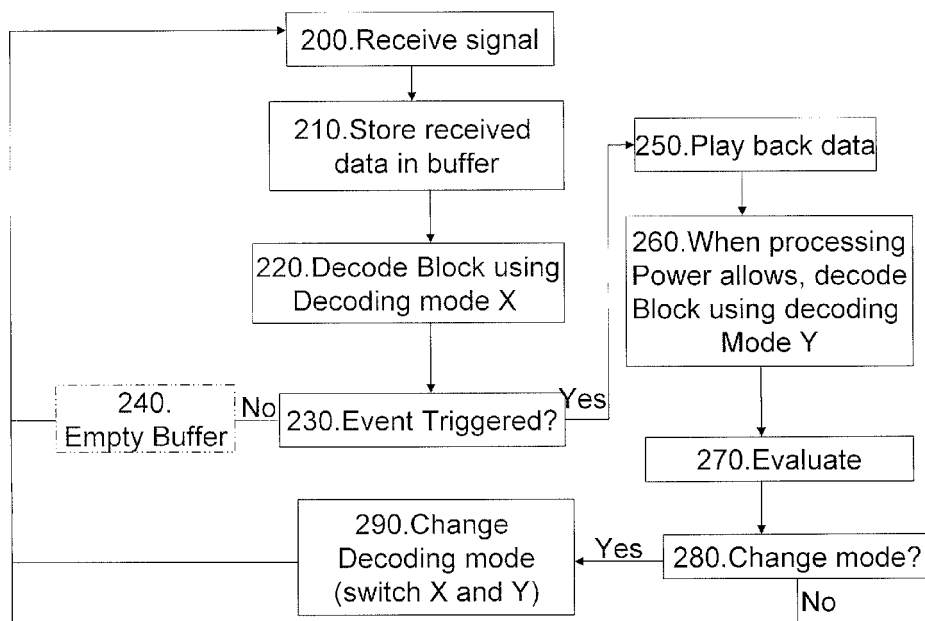 200.Receive signal
210.Store received
data in buffer
220.Decode Block using
Decoding mode X
230.Event Triggered?
No
240.
Empty Buffer
Yes
250.Play back data
260.When processing
Power allows, decode
Block using decoding
Mode Y
270.Evaluate
280.Change mode?
Yes
290.Change
Decoding mode
(switch X and Y)
No